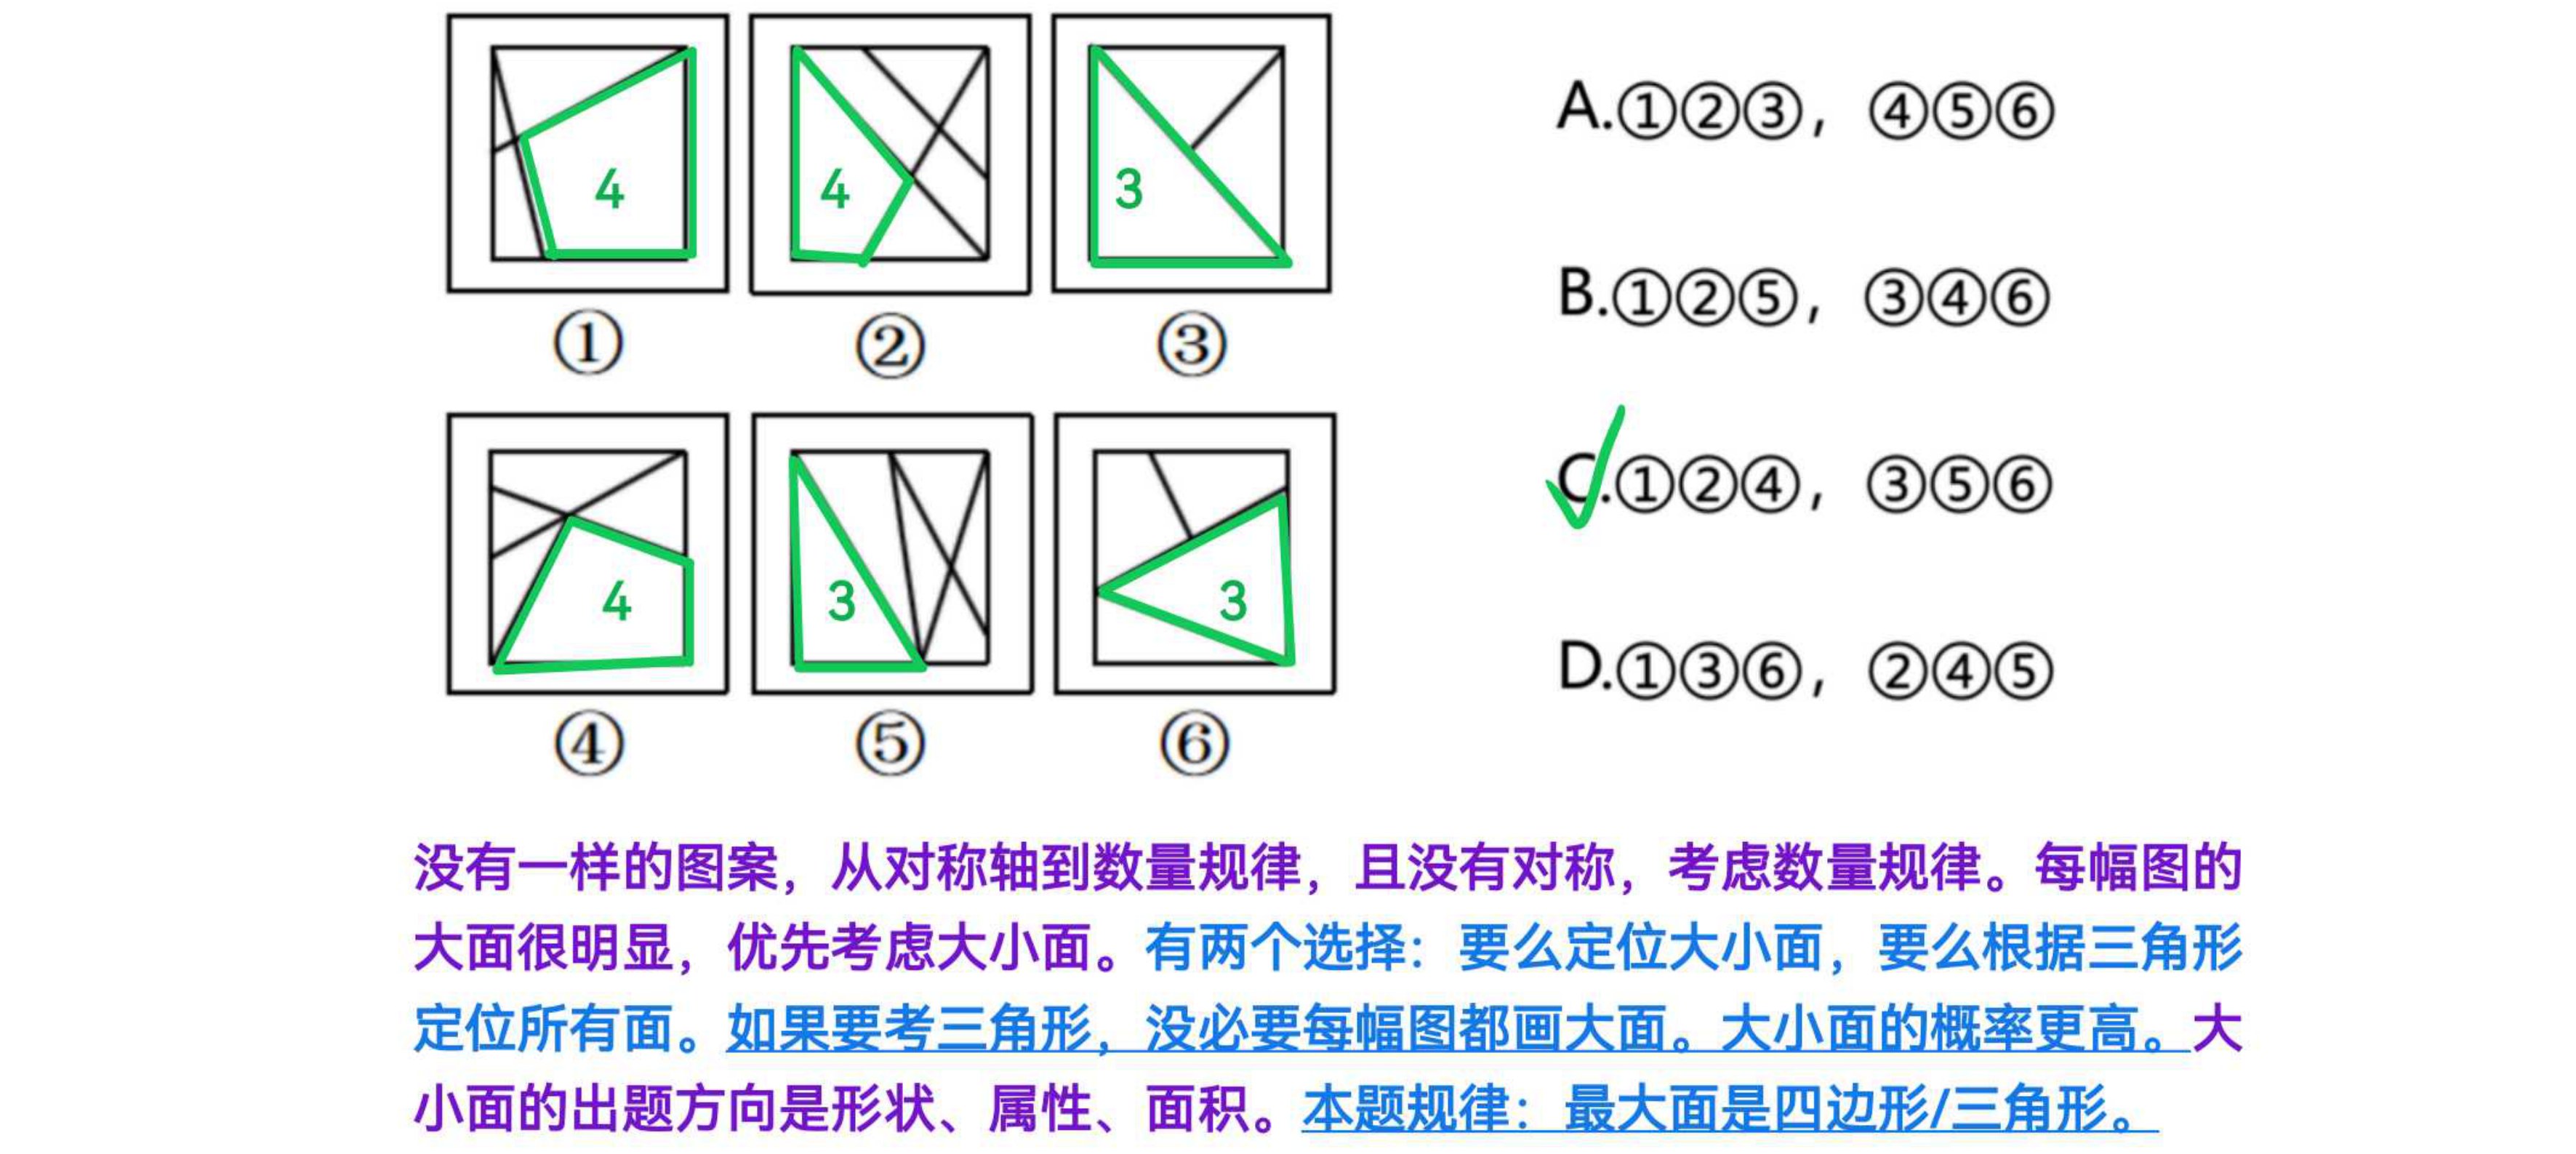 4
4
3
① ② ③
4
3
3
④ ⑤ ⑥
A.①②③，④⑤⑥
B.①②⑤，③④⑥
C.①②④，③⑤⑥
D.①③⑥，②④⑤
没有一样的图案，从对称轴到数量规律，且没有对称，考虑数量规律。每幅图的
大面很明显，优先考虑大小面。有两个选择：要么定位大小面，要么根据三角形
定位所有面。如果要考三角形，没必要每幅图都画大面。大小面的概率更高。大
小面的出题方向是形状、属性、面积。本题规律：最大面是四边形/三角形。